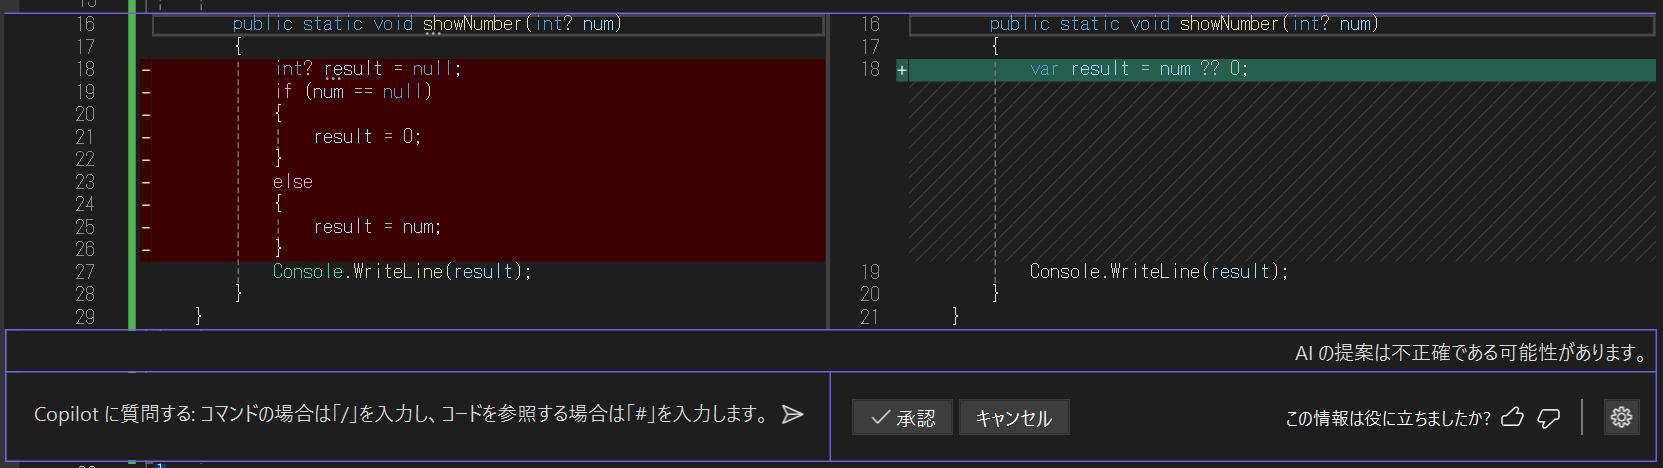 16 public static void showNumber(int? num)
17 {
18 - int? result = null;
19 - if (num == null)
20 - {
21 - result = 0;
22 - }
23 - else
24 - {
25 - result = num;
26 - }
27 Console.WriteLine(result);
28 }
29 }
16 public static void showNumber(int? num)
17 {
18 + var result = num ?? 0;
19 Console.WriteLine(result);
20 }
21 }
AI の提案は不正確である可能性があります。
Copilot に質問する: コマンドの場合は「/」を入力し、コードを参照する場合は「#」を入力します。
承認
キャンセル
この情報は役に立ちましたか?